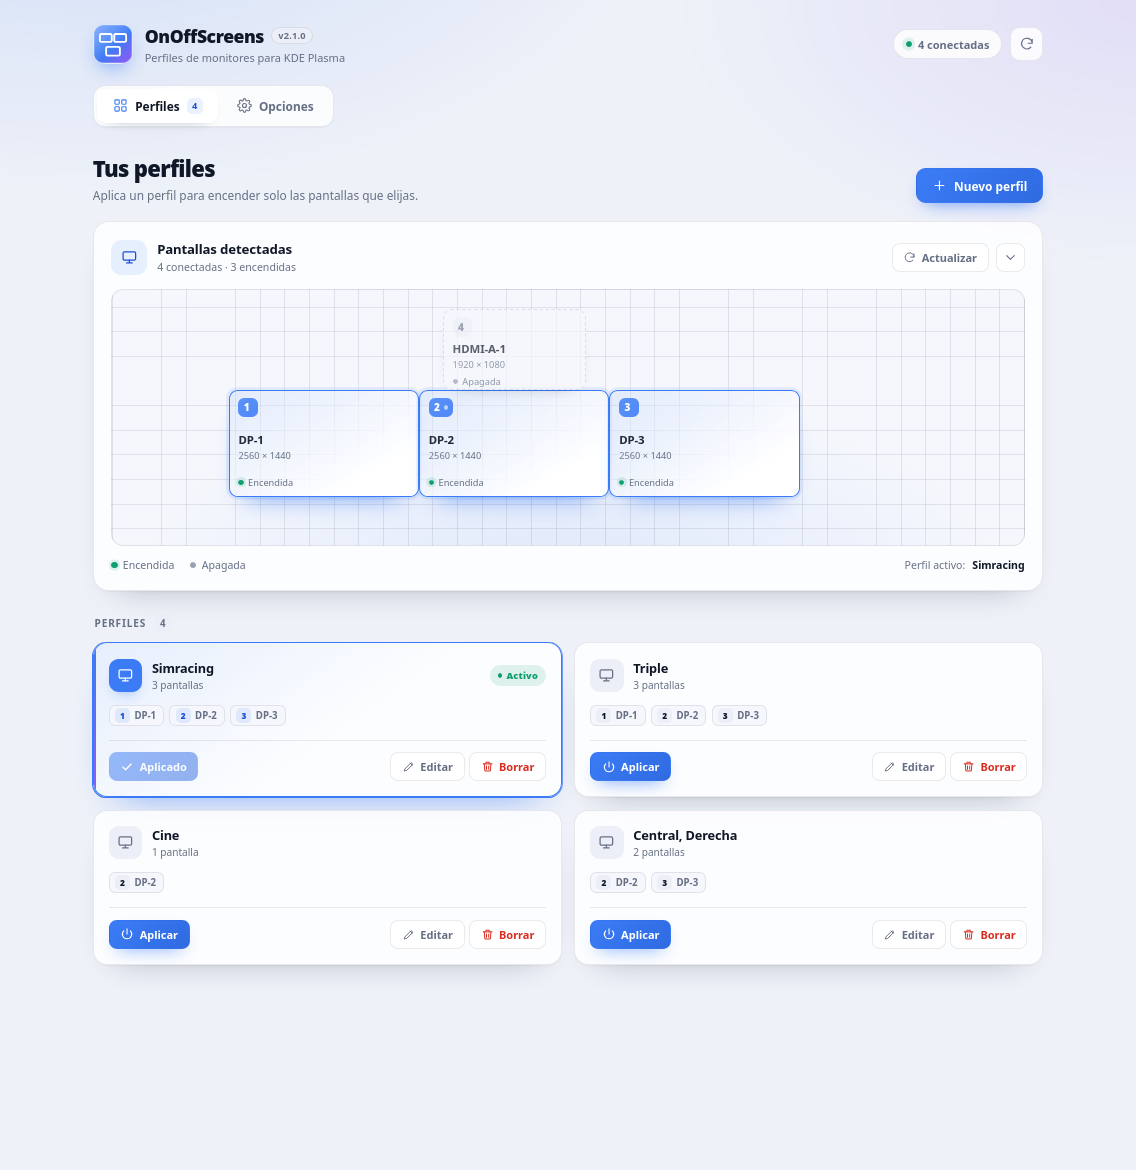 OnOffScreens v2.1.0
Perfiles de monitores para KDE Plasma
4 conectadas
Perfiles 4 Opciones
Tus perfiles
Aplica un perfil para encender solo las pantallas que elijas.
Nuevo perfil
Pantallas detectadas
4 conectadas · 3 encendidas
Actualizar
4
HDMI-A-1
1920 × 1080
Apagada
1
DP-1
2560 × 1440
Encendida
2
DP-2
2560 × 1440
Encendida
3
DP-3
2560 × 1440
Encendida
Encendida Apagada
Perfil activo: Simracing
PERFILES 4
Simracing
3 pantallas
Activo
1 DP-1 2 DP-2 3 DP-3
Aplicado Editar Borrar
Triple
3 pantallas
1 DP-1 2 DP-2 3 DP-3
Aplicar Editar Borrar
Cine
1 pantalla
2 DP-2
Aplicar Editar Borrar
Central, Derecha
2 pantallas
2 DP-2 3 DP-3
Aplicar Editar Borrar